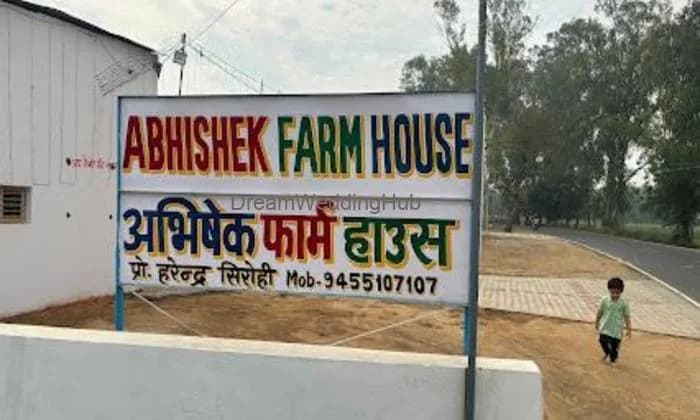 ABHISHEK FARM HOUSE
DreamWeddingHub
अभिषेक फार्म हाउस
प्रो. हरेन्द्र सिरोही Mob-9455107107